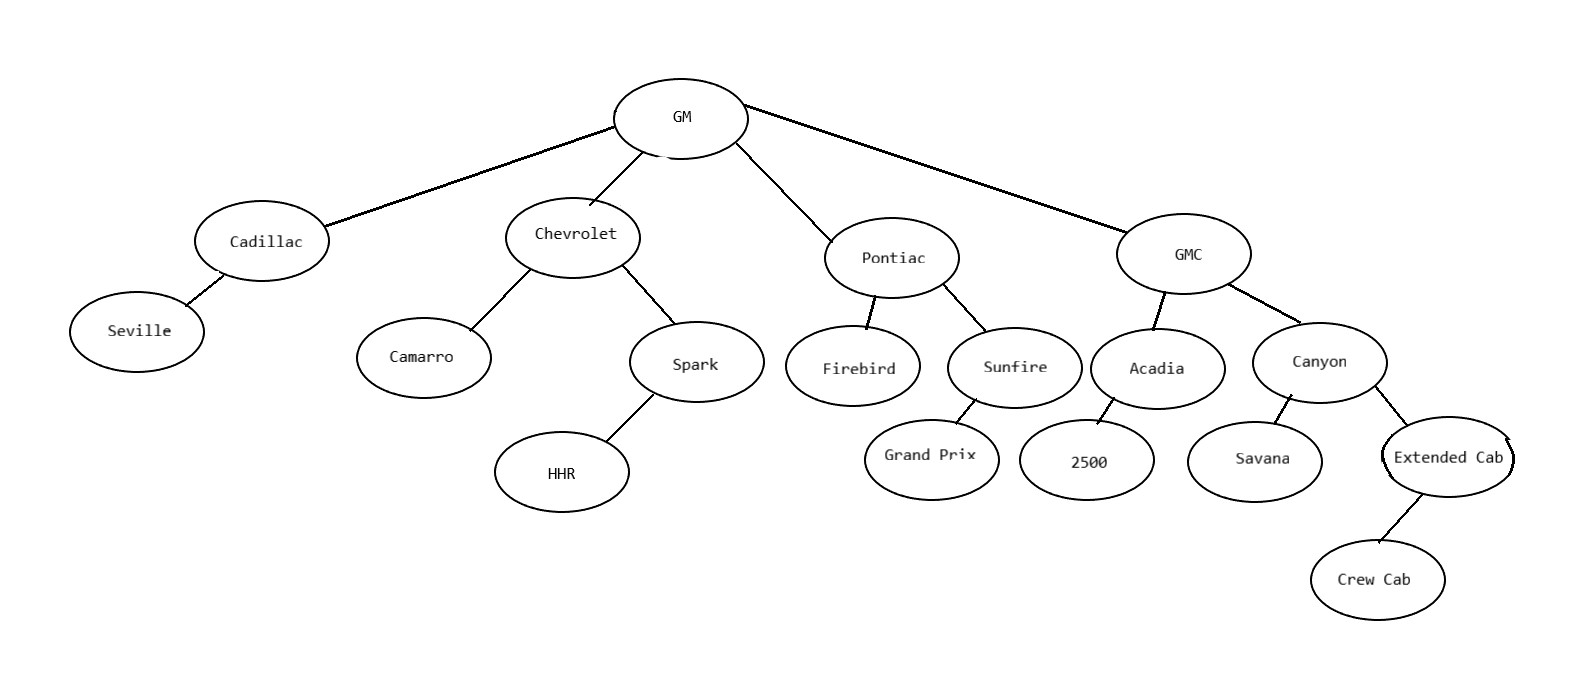 GM
Cadillac
Chevrolet
Pontiac
GMC
Seville
Camarro
Spark
Firebird
Sunfire
Acadia
Canyon
HHR
Grand Prix
2500
Savana
Extended Cab
Crew Cab